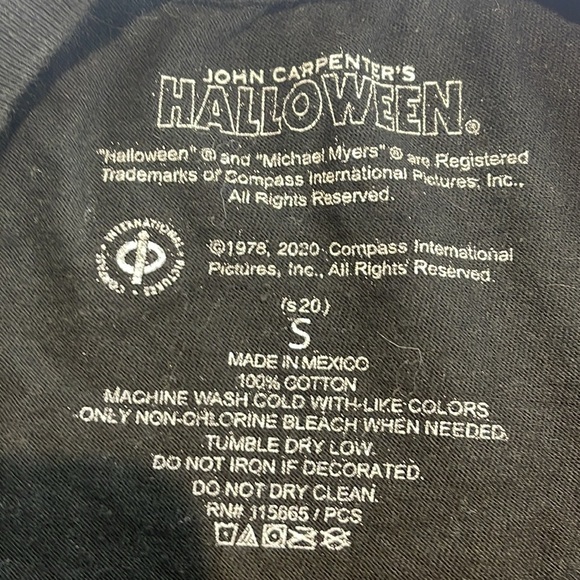 JOHN CARPENTER'S
HALLOWEEN®
"Halloween" ® and "Michael Myers" ® are Registered
Trademarks of Compass International Pictures, Inc.,
All Rights Reserved.
COMPASS • INTERNATIONAL • PICTURES •
©1978, 2020 Compass International
Pictures, Inc., All Rights Reserved.
(s20)
S
MADE IN MEXICO
100% COTTON
MACHINE WASH COLD WITH LIKE COLORS
ONLY NON-CHLORINE BLEACH WHEN NEEDED.
TUMBLE DRY LOW.
DO NOT IRON IF DECORATED.
DO NOT DRY CLEAN.
RN# 115665 / PCS